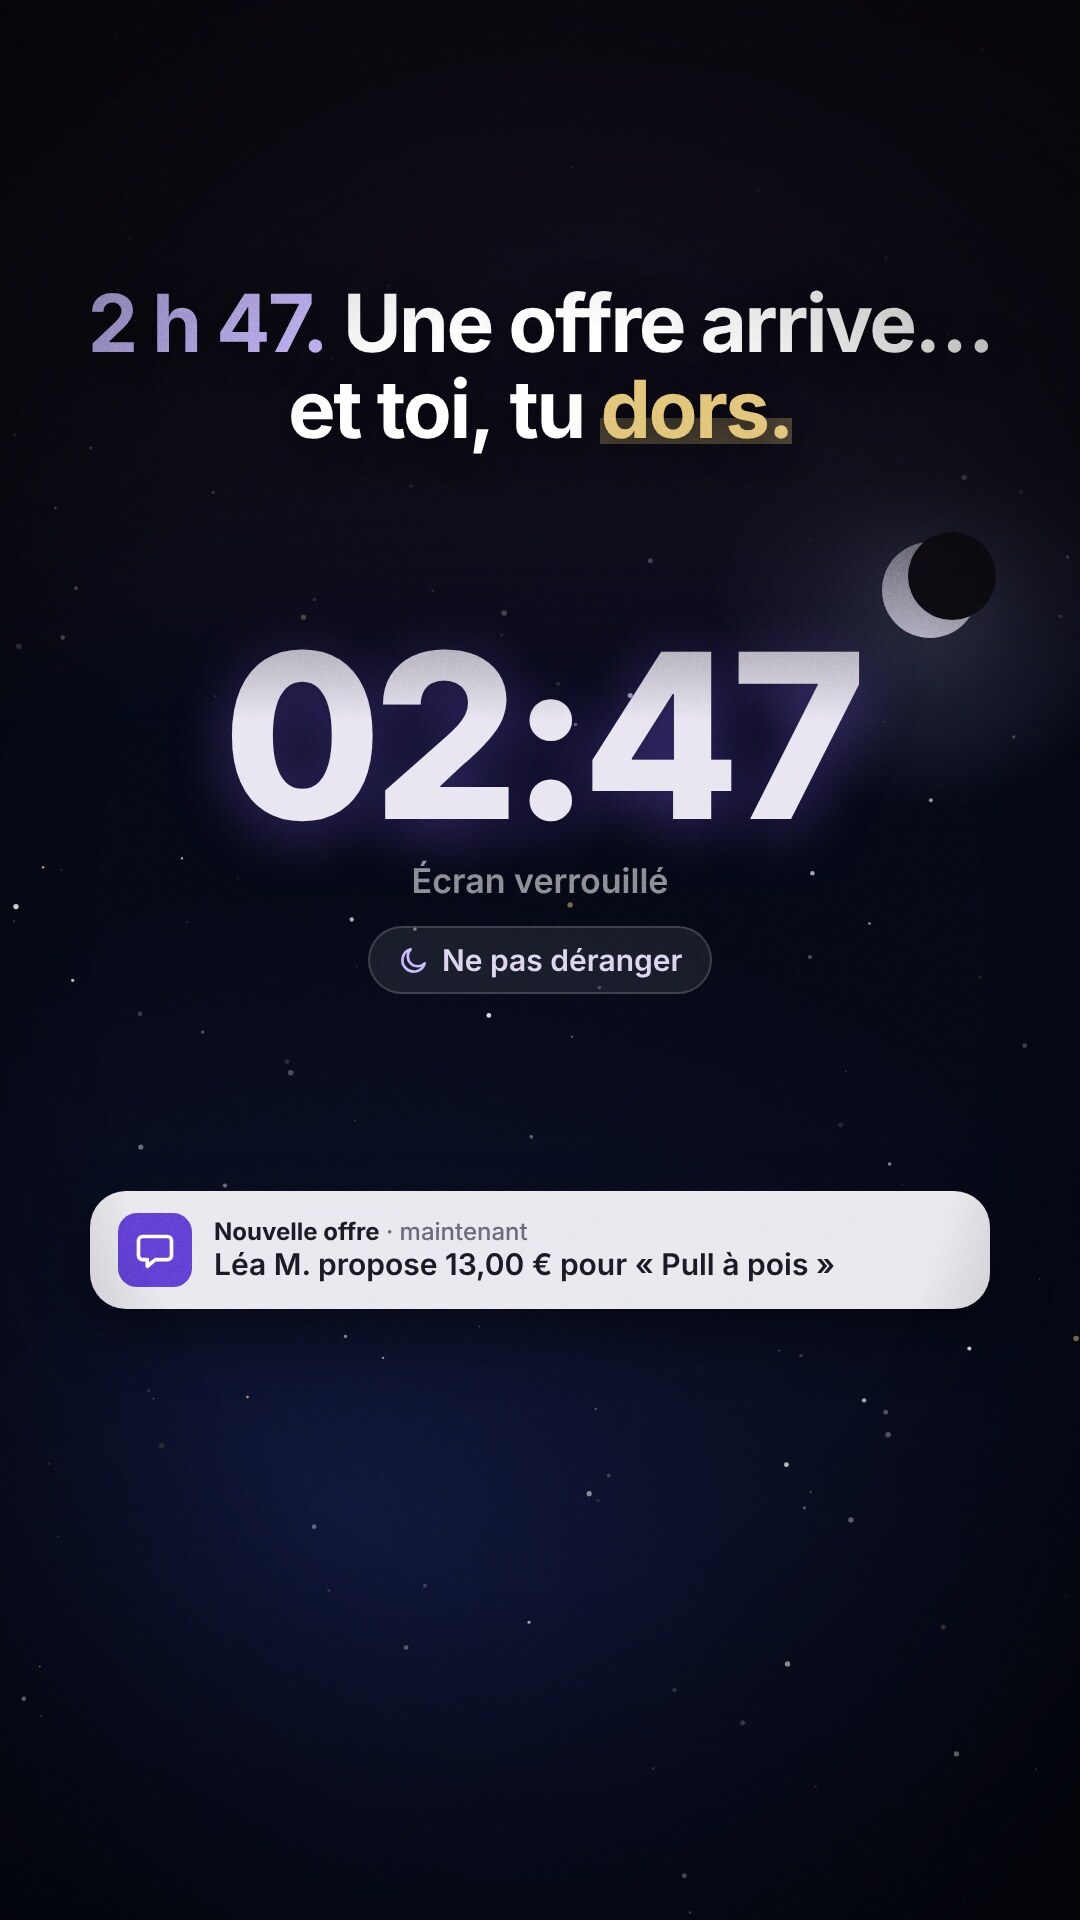 2 h 47. Une offre arrive…
et toi, tu dors.
02:47
Écran verrouillé
Ne pas déranger
Nouvelle offre · maintenant
Léa M. propose 13,00 € pour « Pull à pois »